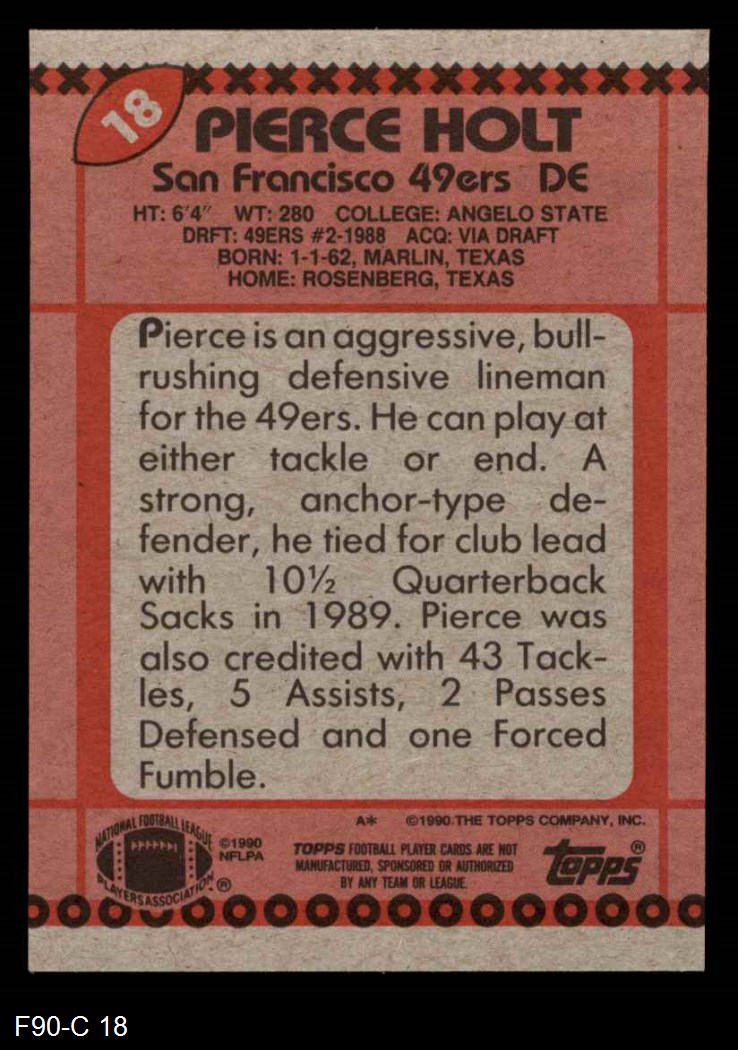 18
PIERCE HOLT
San Francisco 49ers DE
HT: 6'4" WT: 280 COLLEGE: ANGELO STATE
DRFT: 49ERS #2-1988 ACQ: VIA DRAFT
BORN: 1-1-62, MARLIN, TEXAS
HOME: ROSENBERG, TEXAS
Pierce is an aggressive, bull-
rushing defensive lineman
for the 49ers. He can play at
either tackle or end. A
strong, anchor-type de-
fender, he tied for club lead
with 10½ Quarterback
Sacks in 1989. Pierce was
also credited with 43 Tack-
les, 5 Assists, 2 Passes
Defensed and one Forced
Fumble.
A* ©1990 THE TOPPS COMPANY, INC.
NATIONAL FOOTBALL LEAGUE
PLAYERS ASSOCIATION ®
©1990
NFLPA
TOPPS FOOTBALL PLAYER CARDS ARE NOT
MANUFACTURED, SPONSORED OR AUTHORIZED
BY ANY TEAM OR LEAGUE.
topps®
F90-C 18